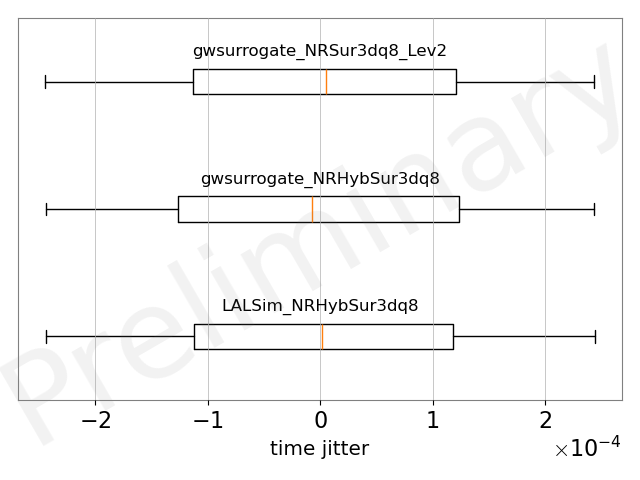 gwsurrogate_NRSur3dq8_Lev2
gwsurrogate_NRHybSur3dq8
LALSim_NRHybSur3dq8
Preliminary
−2 −1 0 1 2
time jitter
×10⁻⁴